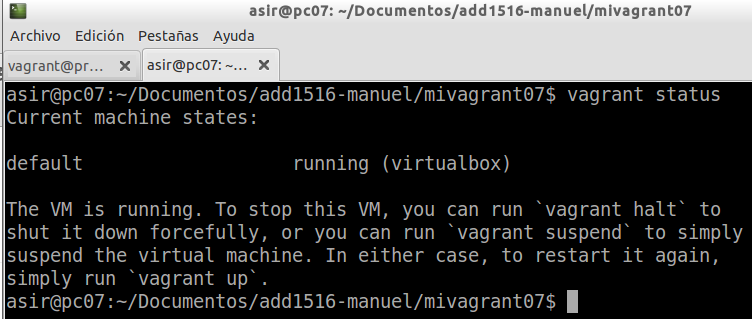 asir@pc07: ~/Documentos/add1516-manuel/mivagrant07
Archivo Edición Pestañas Ayuda
vagrant@pr... asir@pc07: ~...
asir@pc07:~/Documentos/add1516-manuel/mivagrant07$ vagrant status
Current machine states:
default running (virtualbox)
The VM is running. To stop this VM, you can run `vagrant halt` to
shut it down forcefully, or you can run `vagrant suspend` to simply
suspend the virtual machine. In either case, to restart it again,
simply run `vagrant up`.
asir@pc07:~/Documentos/add1516-manuel/mivagrant07$